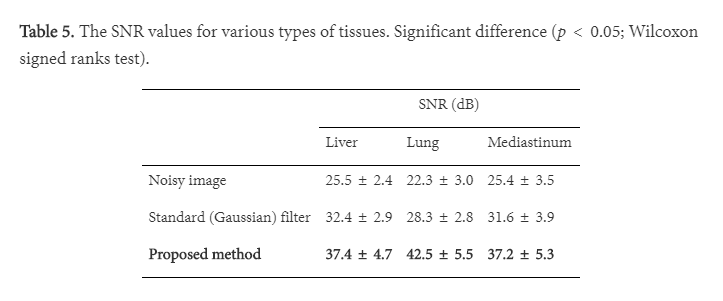 Table 5. The SNR values for various types of tissues. Significant difference (p < 0.05; Wilcoxon
signed ranks test).
SNR (dB)
Liver Lung Mediastinum
Noisy image 25.5 ± 2.4 22.3 ± 3.0 25.4 ± 3.5
Standard (Gaussian) filter 32.4 ± 2.9 28.3 ± 2.8 31.6 ± 3.9
Proposed method 37.4 ± 4.7 42.5 ± 5.5 37.2 ± 5.3